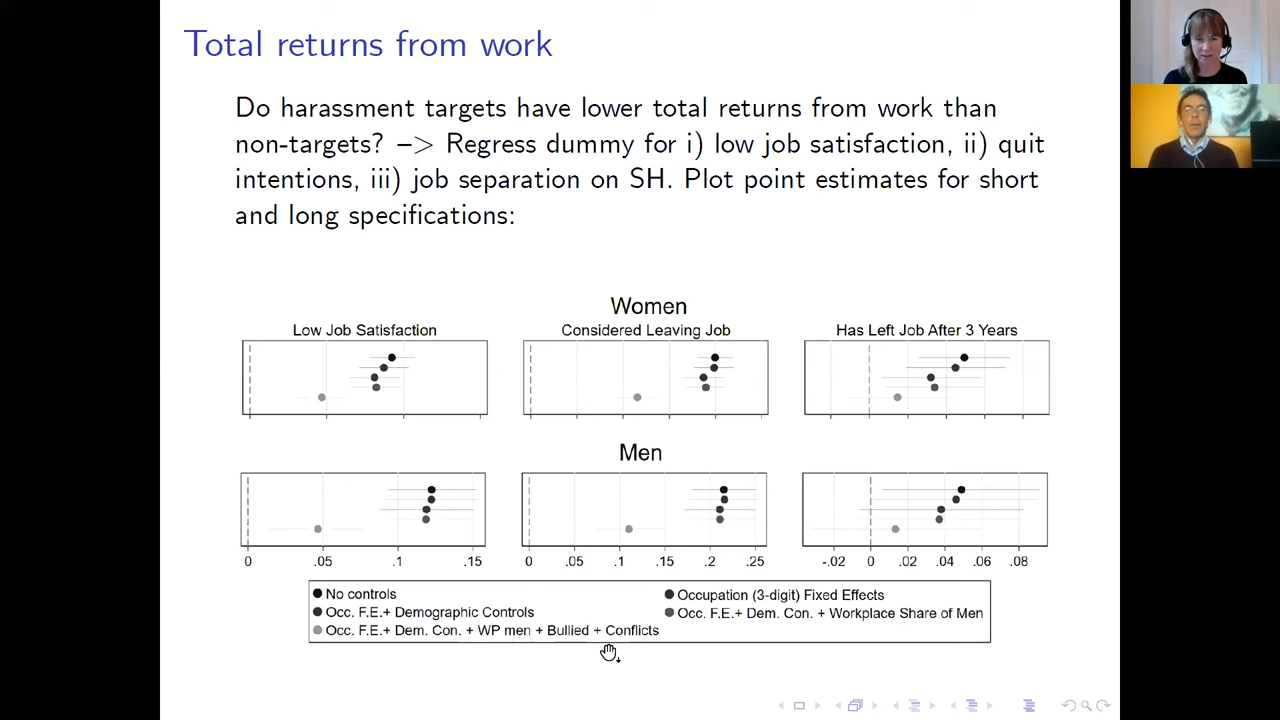 Total returns from work
Do harassment targets have lower total returns from work than
non-targets? –> Regress dummy for i) low job satisfaction, ii) quit
intentions, iii) job separation on SH. Plot point estimates for short
and long specifications:
Women
Low Job Satisfaction Considered Leaving Job Has Left Job After 3 Years
Men
0 .05 .1 .15 0 .05 .1 .15 .2 .25 -.02 0 .02 .04 .06 .08
No controls Occupation (3-digit) Fixed Effects
Occ. F.E.+ Demographic Controls Occ. F.E.+ Dem. Con. + Workplace Share of Men
Occ. F.E.+ Dem. Con. + WP men + Bullied + Conflicts